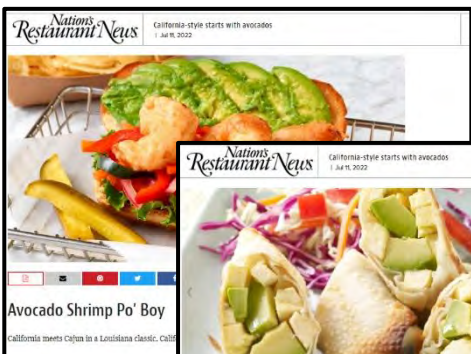 Nation's
Restaurant News
California-style starts with avocados
| Jul 11, 2022
Nation's
Restaurant News
California-style starts with avocados
| Jul 11, 2022
Avocado Shrimp Po' Boy
California meets Cajun in a Louisiana classic. Calif